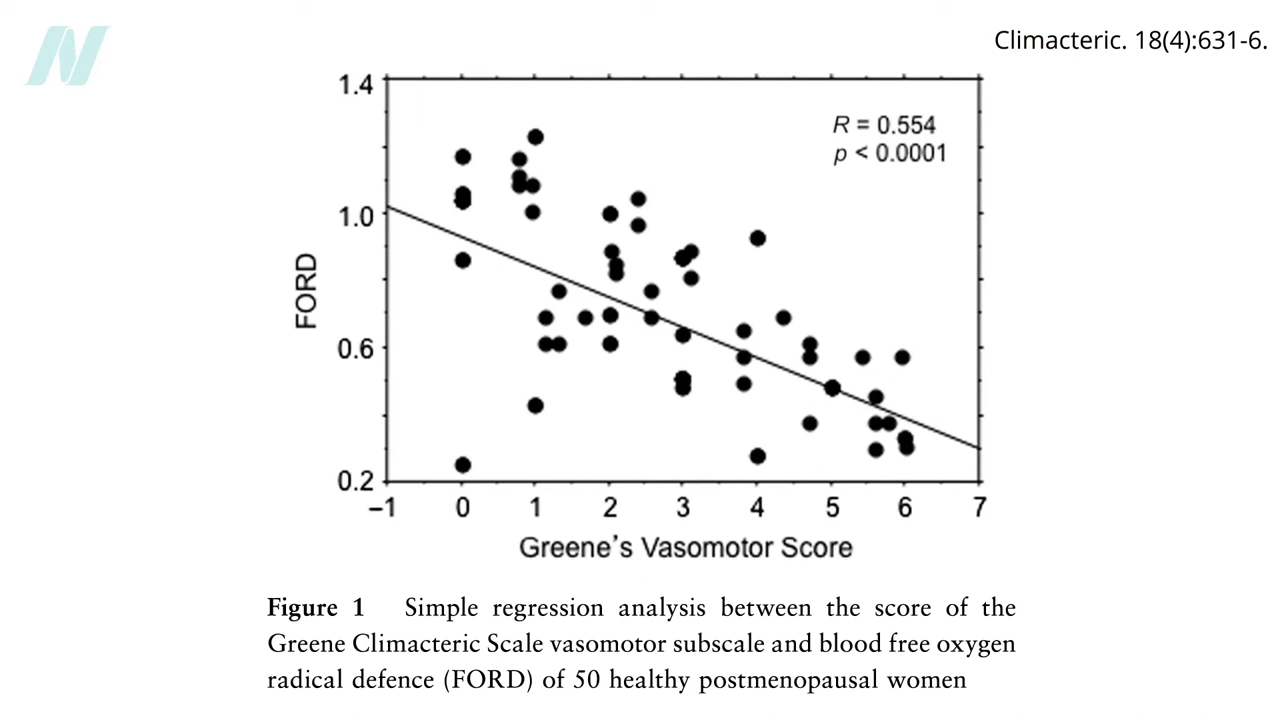 N
Climacteric. 18(4):631-6.
1.4
1.0
0.6
0.2
FORD
R = 0.554
p < 0.0001
−1 0 1 2 3 4 5 6 7
Greene's Vasomotor Score
Figure 1 Simple regression analysis between the score of the
Greene Climacteric Scale vasomotor subscale and blood free oxygen
radical defence (FORD) of 50 healthy postmenopausal women